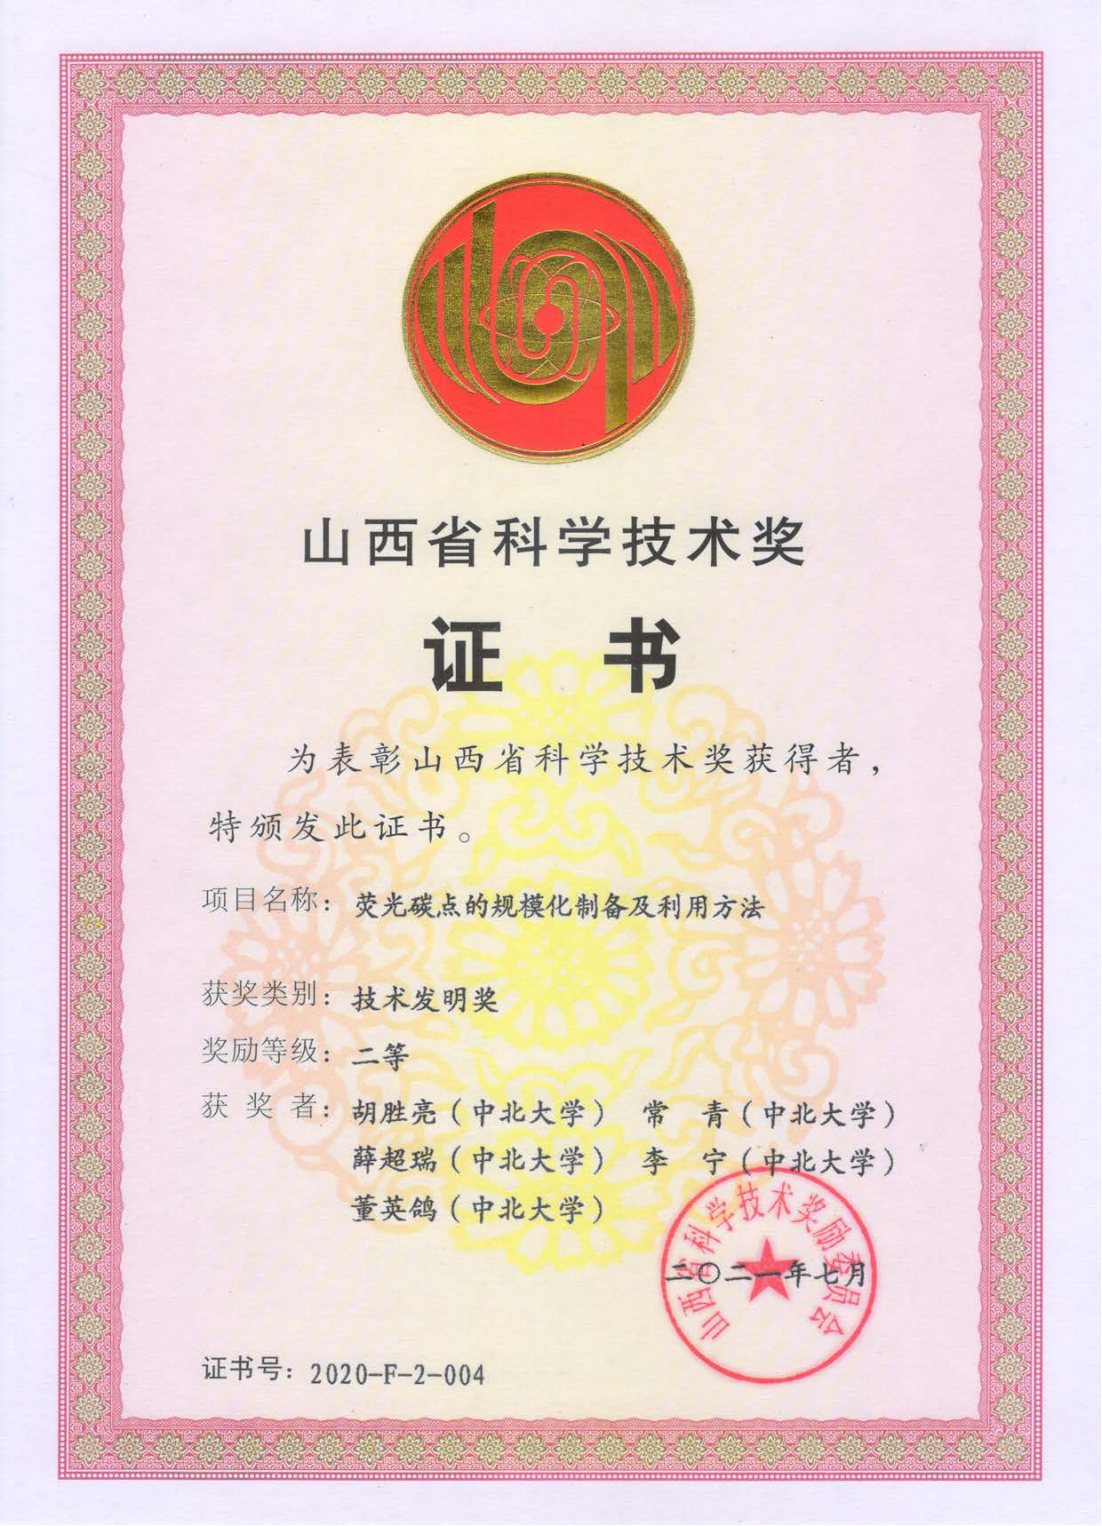 山西省科学技术奖
证 书
为表彰山西省科学技术奖获得者，
特颁发此证书。
项目名称：荧光碳点的规模化制备及利用方法
获奖类别：技术发明奖
奖励等级：二等
获 奖 者：胡胜亮（中北大学） 常 青（中北大学）
薛超瑞（中北大学） 李 宁（中北大学）
董英鸽（中北大学）
山西省科学技术奖励委员会
二〇二一年七月
证书号：2020-F-2-004